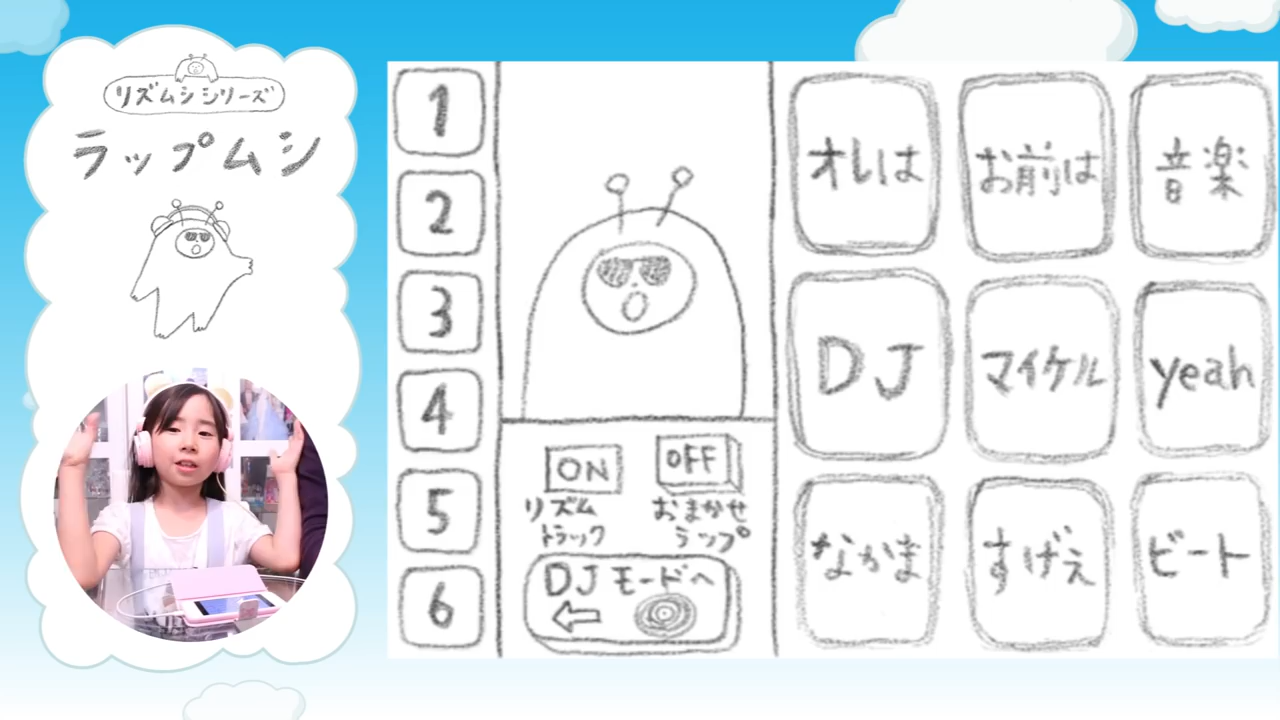 リズムシシリーズ
ラップムシ
1
2
3
4
5
6
ON
OFF
リズム
トラック
おまかせ
ラップ
DJモードへ
オレは
お前は
音楽
DJ
マイケル
yeah
なかま
すげえ
ビート